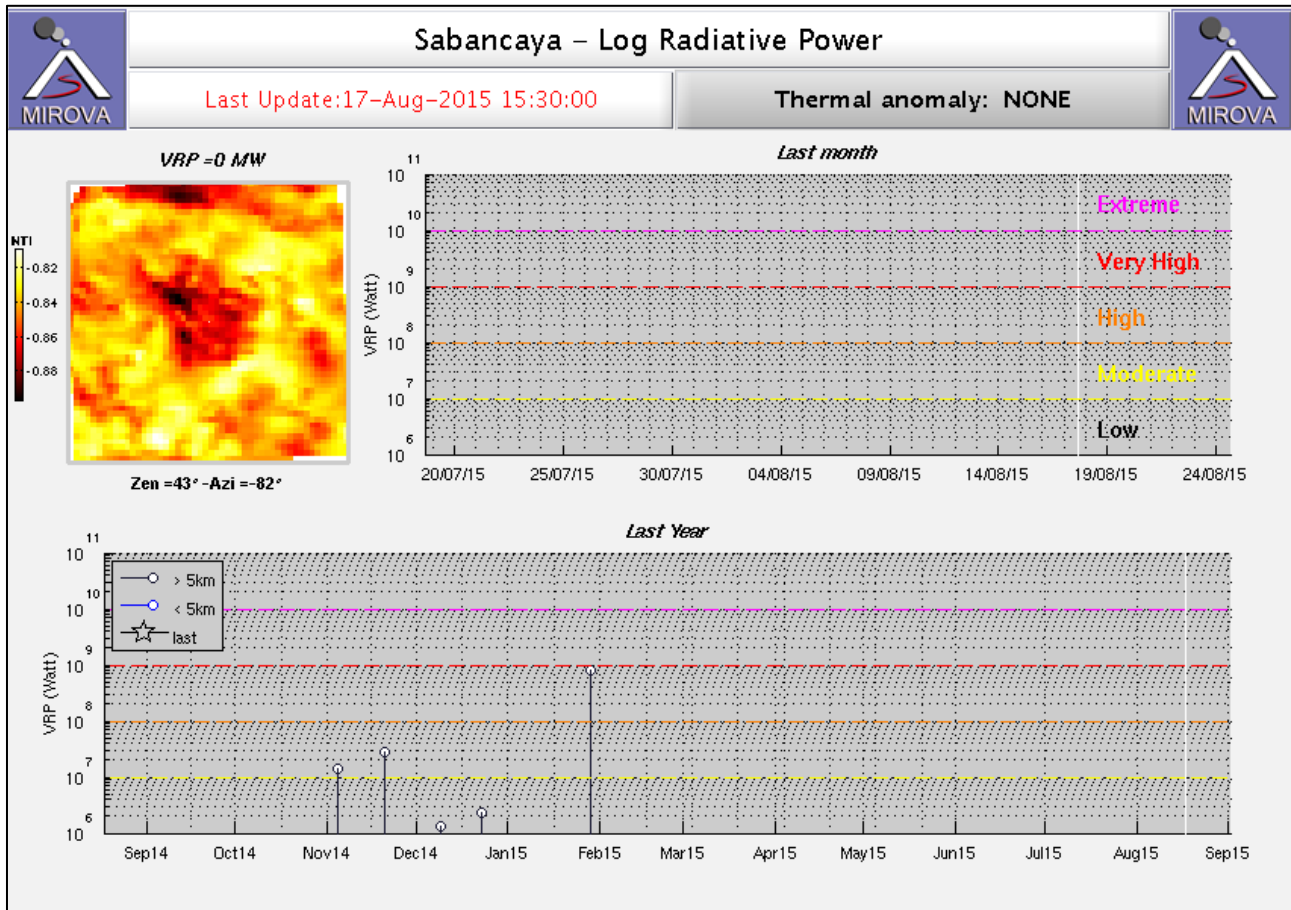 Sabancaya – Log Radiative Power
MIROVA
Last Update:17–Aug–2015 15:30:00
Thermal anomaly: NONE
MIROVA
VRP =0 MW
NTI
-0.82
-0.84
-0.86
-0.88
Zen =43° -Azi =-82°
Last month
VRP (Watt)
10 11
10 10
10 9
10 8
10 7
10 6
Extreme
Very High
High
Moderate
Low
20/07/15 25/07/15 30/07/15 04/08/15 09/08/15 14/08/15 19/08/15 24/08/15
Last Year
VRP (Watt)
10 11
10 10
10 9
10 8
10 7
10 6
> 5km
< 5km
last
Sep14 Oct14 Nov14 Dec14 Jan15 Feb15 Mar15 Apr15 May15 Jun15 Jul15 Aug15 Sep15